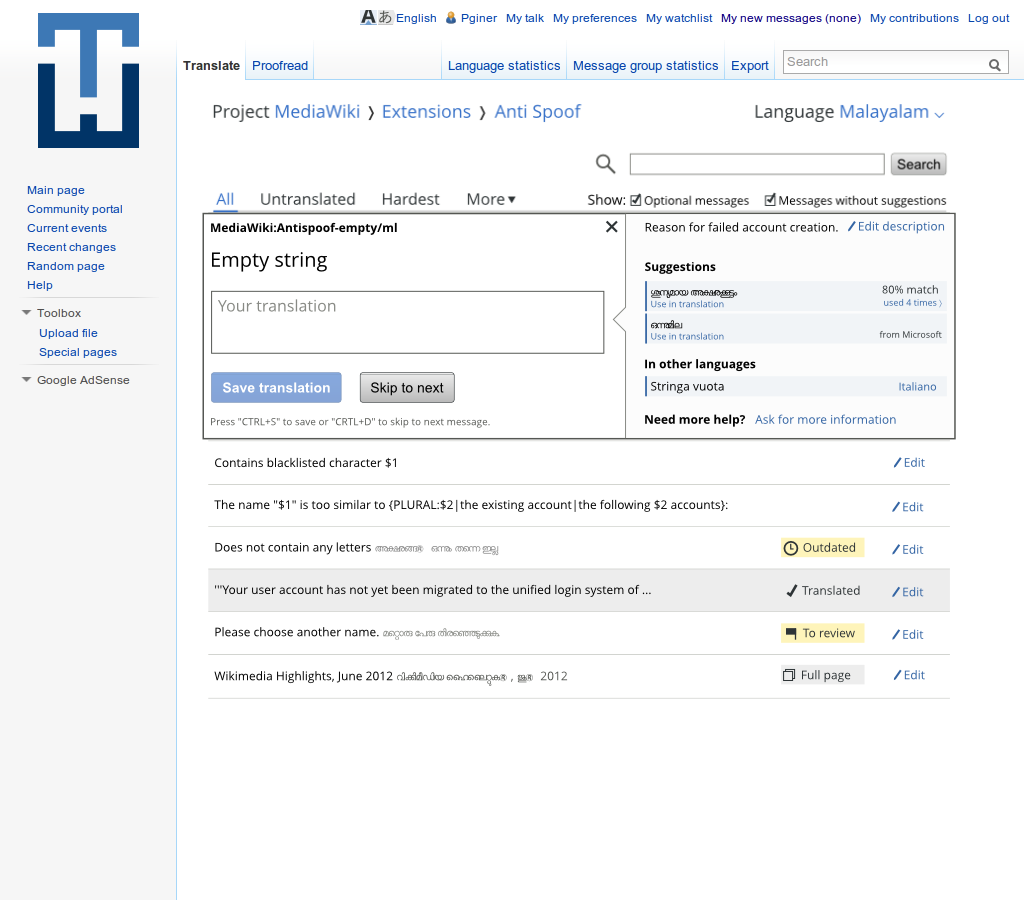 English Pginer My talk My preferences My watchlist My new messages (none) My contributions Log out
Translate Proofread Language statistics Message group statistics Export Search
Project MediaWiki ❭ Extensions ❭ Anti Spoof Language Malayalam
Search
All Untranslated Hardest More ▾ Show: Optional messages Messages without suggestions
Main page
Community portal
Current events
Recent changes
Random page
Help
Toolbox
Upload file
Special pages
Google AdSense
MediaWiki:Antispoof-empty/ml
Empty string
Your translation
Save translation Skip to next
Press "CTRL+S" to save or "CRTL+D" to skip to next message.
Reason for failed account creation. Edit description
Suggestions
80% match
Use in translation used 4 times ⟩
from Microsoft
Use in translation
In other languages
Stringa vuota Italiano
Need more help? Ask for more information
Contains blacklisted character $1 Edit
The name "$1" is too similar to {PLURAL:$2|the existing account|the following $2 accounts}: Edit
Does not contain any letters Outdated Edit
'''Your user account has not yet been migrated to the unified login system of ... Translated Edit
Please choose another name. To review Edit
Wikimedia Highlights, June 2012 , 2012 Full page Edit